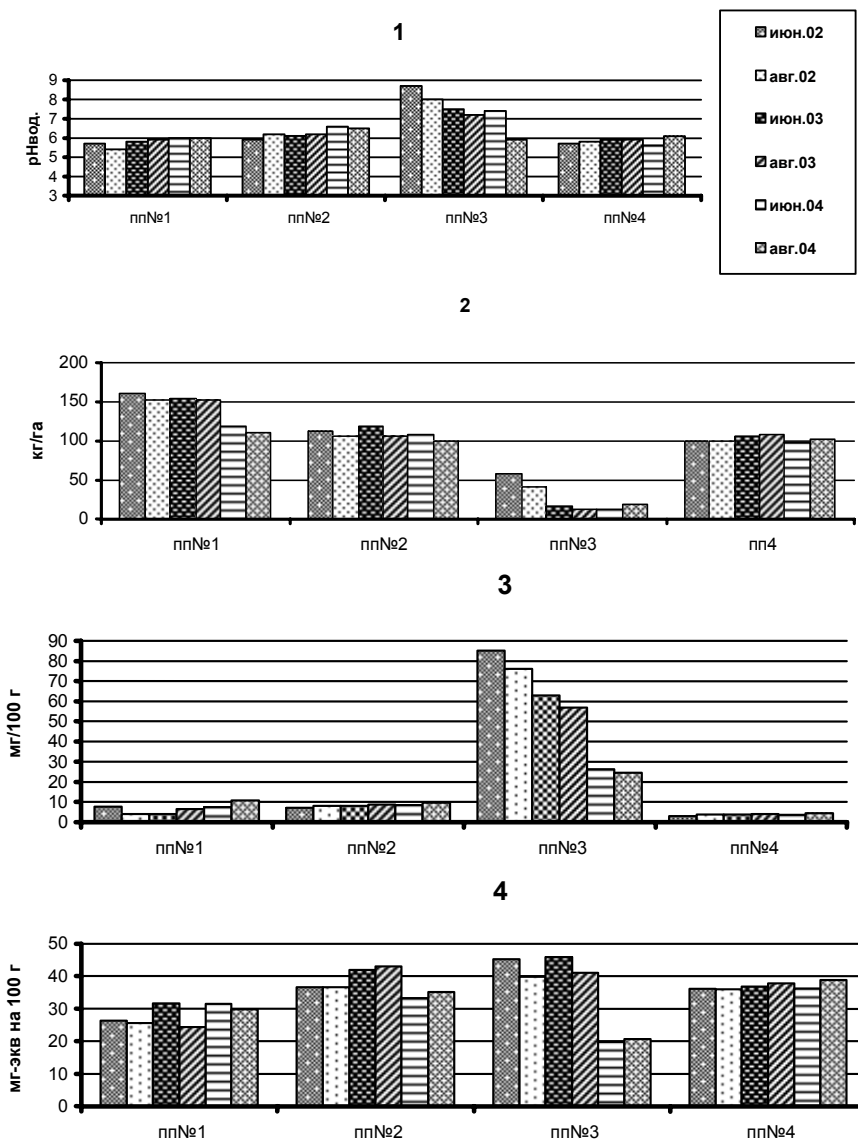 1
июн.02
авг.02
июн.03
авг.03
июн.04
авг.04
рНвод.
9
8
7
6
5
4
3
пп№1 пп№2 пп№3 пп№4
2
кг/га
200
150
100
50
0
пп№1 пп№2 пп№3 пп4
3
мг/100 г
90
80
70
60
50
40
30
20
10
0
пп№1 пп№2 пп№3 пп№4
4
мг-экв на 100 г
50
40
30
20
10
0
пп№1 пп№2 пп№3 пп№4